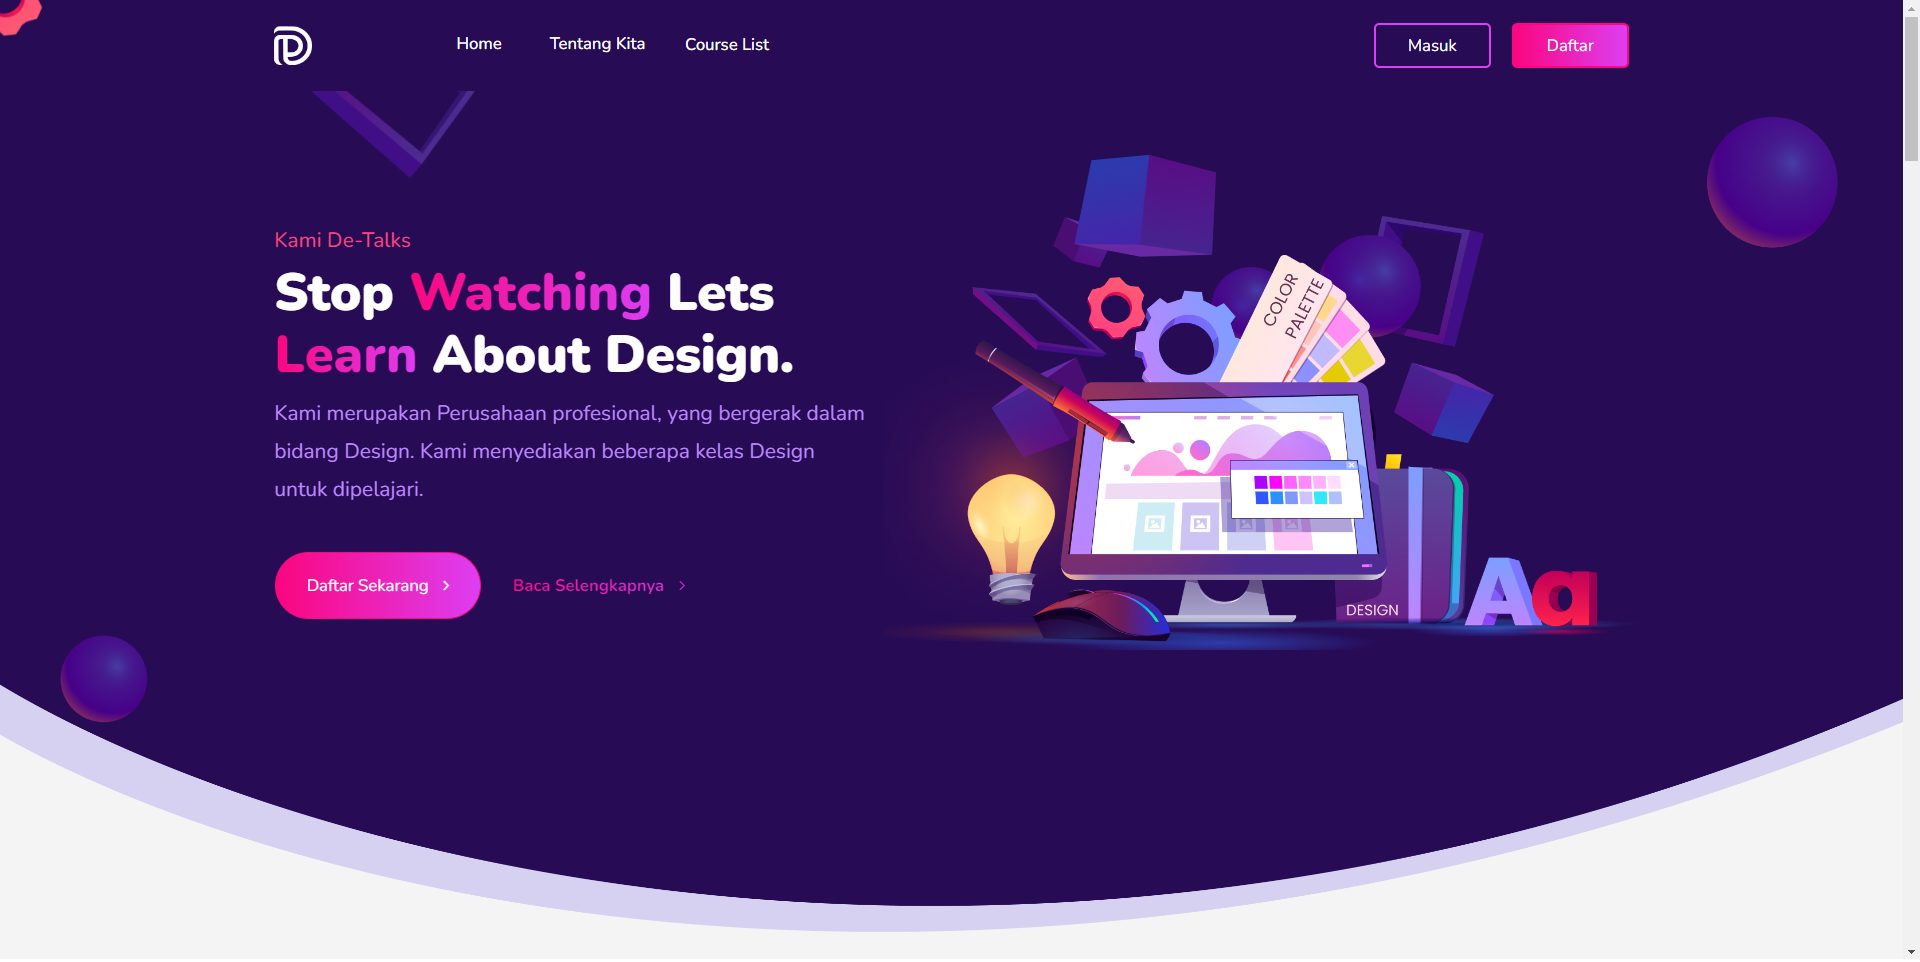 Home
Tentang Kita
Course List
Masuk
Daftar
Kami De-Talks
Stop Watching Lets
Learn About Design.
Kami merupakan Perusahaan profesional, yang bergerak dalam
bidang Design. Kami menyediakan beberapa kelas Design
untuk dipelajari.
Daftar Sekarang
Baca Selengkapnya
COLOR
PALETTE
DESIGN
Aa